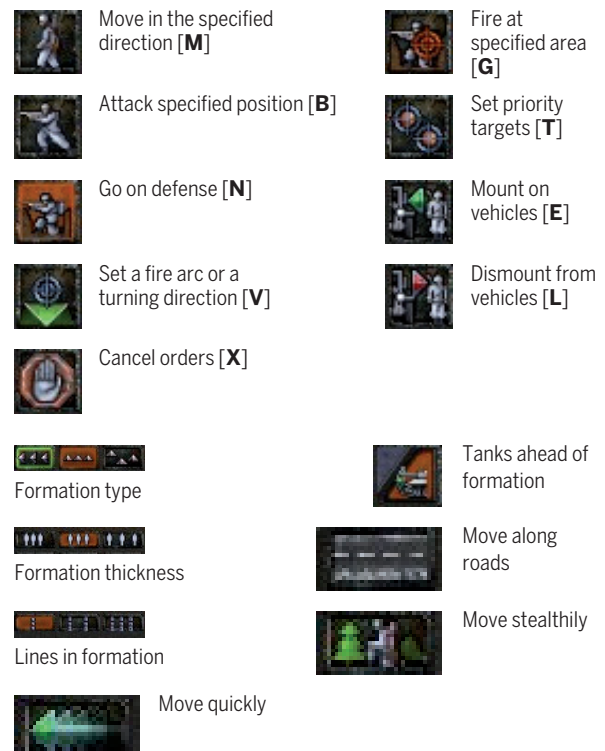 Move in the specified
direction [M]
Fire at
specified area
[G]
Attack specified position [B]
Set priority
targets [T]
Go on defense [N]
Mount on
vehicles [E]
Set a fire arc or a
turning direction [V]
Dismount from
vehicles [L]
Cancel orders [X]
Formation type
Tanks ahead of
formation
Formation thickness
Move along
roads
Lines in formation
Move stealthily
Move quickly